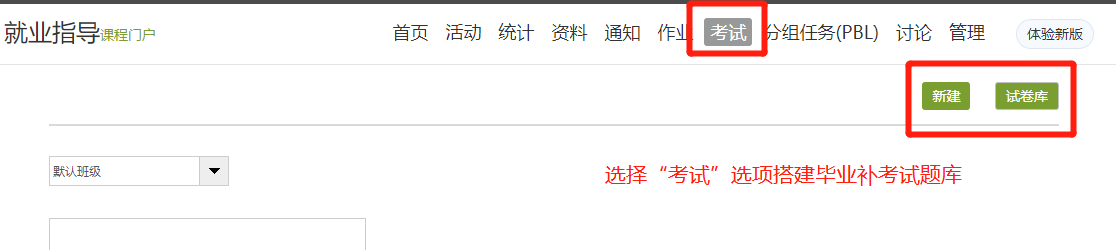 就业指导课程门户 首页 活动 统计 资料 通知 作业 考试 分组任务(PBL) 讨论 管理 体验新版
新建 试卷库
默认班级
选择“考试”选项搭建毕业补考试题库